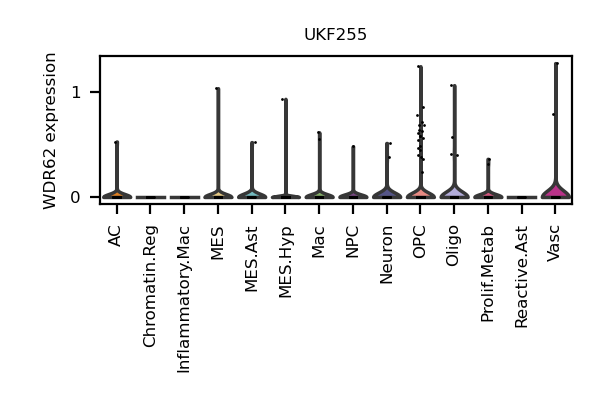 UKF255
WDR62 expression
1
0
AC
Chromatin.Reg
Inflammatory.Mac
MES
MES.Ast
MES.Hyp
Mac
NPC
Neuron
OPC
Oligo
Prolif.Metab
Reactive.Ast
Vasc